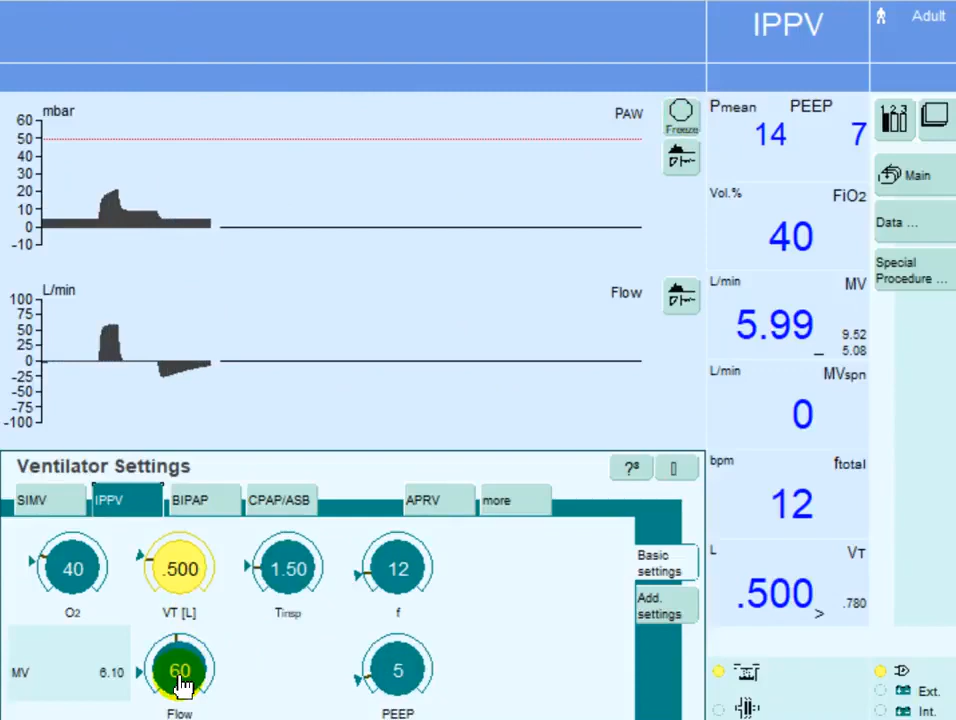 IPPV
Adult
mbar
PAW
60
50
40
30
20
10
0
-10
Freeze
Pmean
PEEP
14
7
1 2 3
Main
Vol.%
FiO2
40
Data ...
Special
Procedure ...
L/min
Flow
100
75
50
25
0
-25
-50
-75
-100
L/min
MV
5.99
9.52
5.08
L/min
MVspn
0
bpm
ftotal
12
L
VT
.500
.780
Ventilator Settings
SIMV
IPPV
BIPAP
CPAP/ASB
APRV
more
Basic
settings
Add.
settings
40
.500
1.50
12
O2
VT [L]
Tinsp
f
MV
6.10
60
5
Flow
PEEP
Ext.
Int.